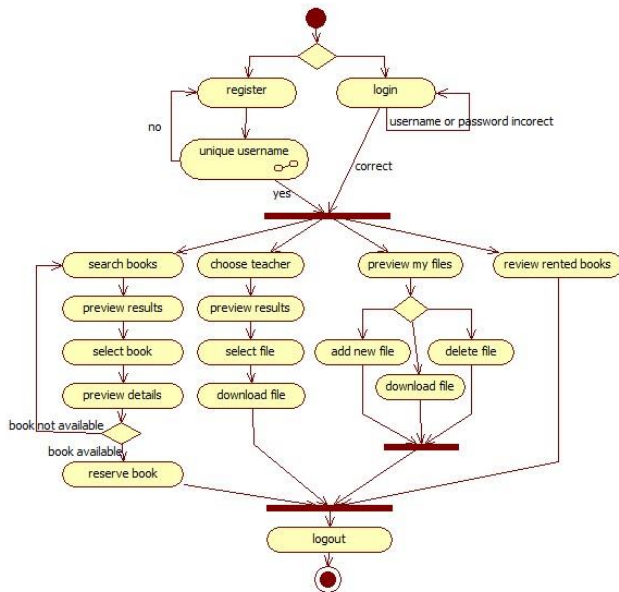 register
login
no
username or password incorect
unique username
yes
correct
search books
choose teacher
preview my files
review rented books
preview results
preview results
select book
select file
add new file
delete file
preview details
download file
download file
book not available
book available
reserve book
logout